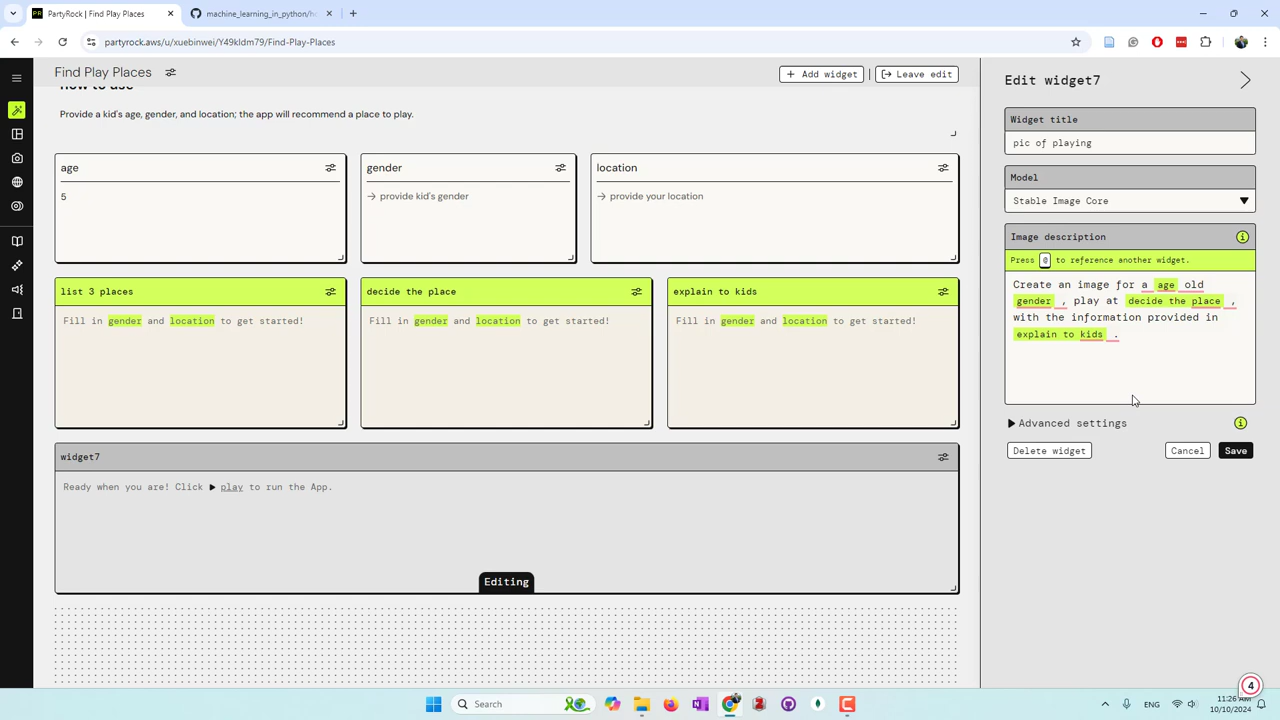 PartyRock | Find Play Places
machine_learning_in_python/ho
partyrock.aws/u/xuebinwei/Y49kIdm79/Find-Play-Places
Find Play Places
Add widget
Leave edit
how to use
Provide a kid's age, gender, and location; the app will recommend a place to play.
age
5
gender
provide kid's gender
location
provide your location
list 3 places
Fill in gender and location to get started!
decide the place
Fill in gender and location to get started!
explain to kids
Fill in gender and location to get started!
widget7
Ready when you are! Click ▶ play to run the App.
Editing
Edit widget7
Widget title
pic of playing
Model
Stable Image Core
Image description
Press @ to reference another widget.
Create an image for a age old
gender , play at decide the place ,
with the information provided in
explain to kids .
Advanced settings
Delete widget
Cancel
Save
Search
ENG
11:26 AM
10/10/2024
4